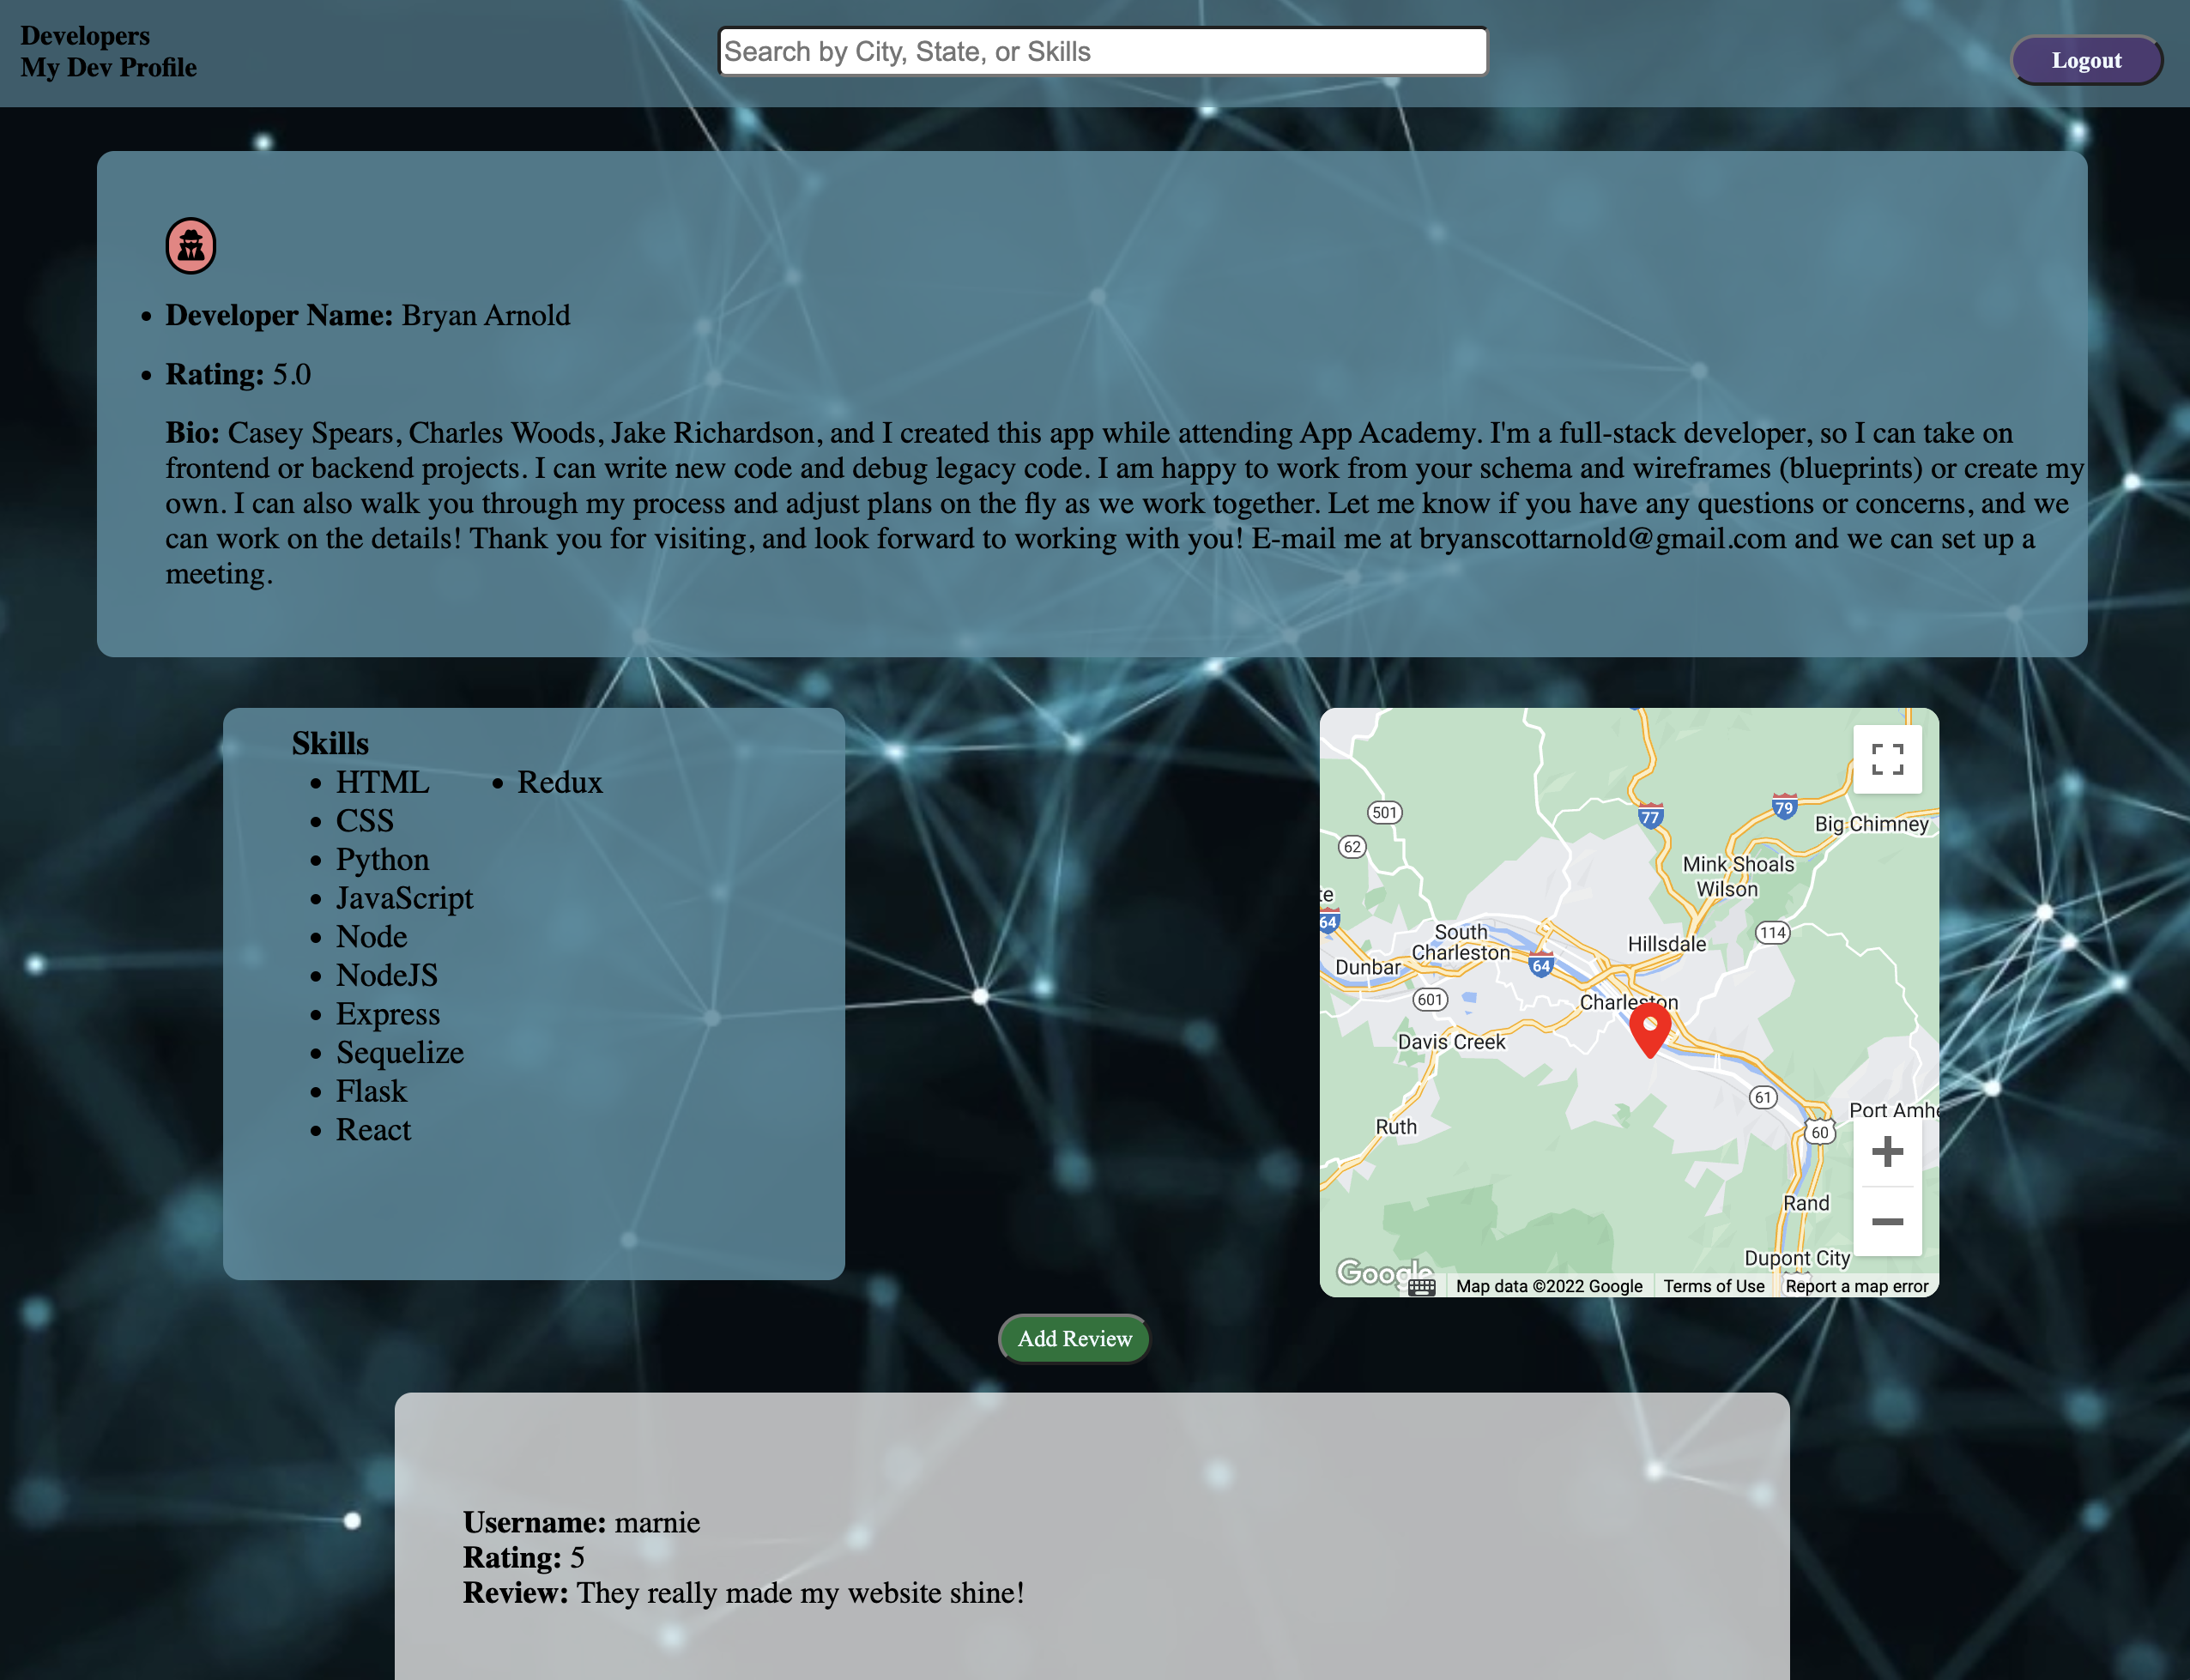 Developers
My Dev Profile
Search by City, State, or Skills
Logout
Developer Name: Bryan Arnold
Rating: 5.0
Bio: Casey Spears, Charles Woods, Jake Richardson, and I created this app while attending App Academy. I'm a full-stack developer, so I can take on
frontend or backend projects. I can write new code and debug legacy code. I am happy to work from your schema and wireframes (blueprints) or create my
own. I can also walk you through my process and adjust plans on the fly as we work together. Let me know if you have any questions or concerns, and we
can work on the details! Thank you for visiting, and look forward to working with you! E-mail me at bryanscottarnold@gmail.com and we can set up a
meeting.
Skills
HTML
CSS
Python
JavaScript
Node
NodeJS
Express
Sequelize
Flask
React
Redux
501
77
79
Big Chimney
62
Mink Shoals
Wilson
te
64
South
Charleston
Hillsdale
114
Dunbar
64
601
Charleston
Davis Creek
61
Port Amhe
60
Ruth
Rand
Dupont City
Google
Map data ©2022 Google
Terms of Use
Report a map error
Add Review
Username: marnie
Rating: 5
Review: They really made my website shine!